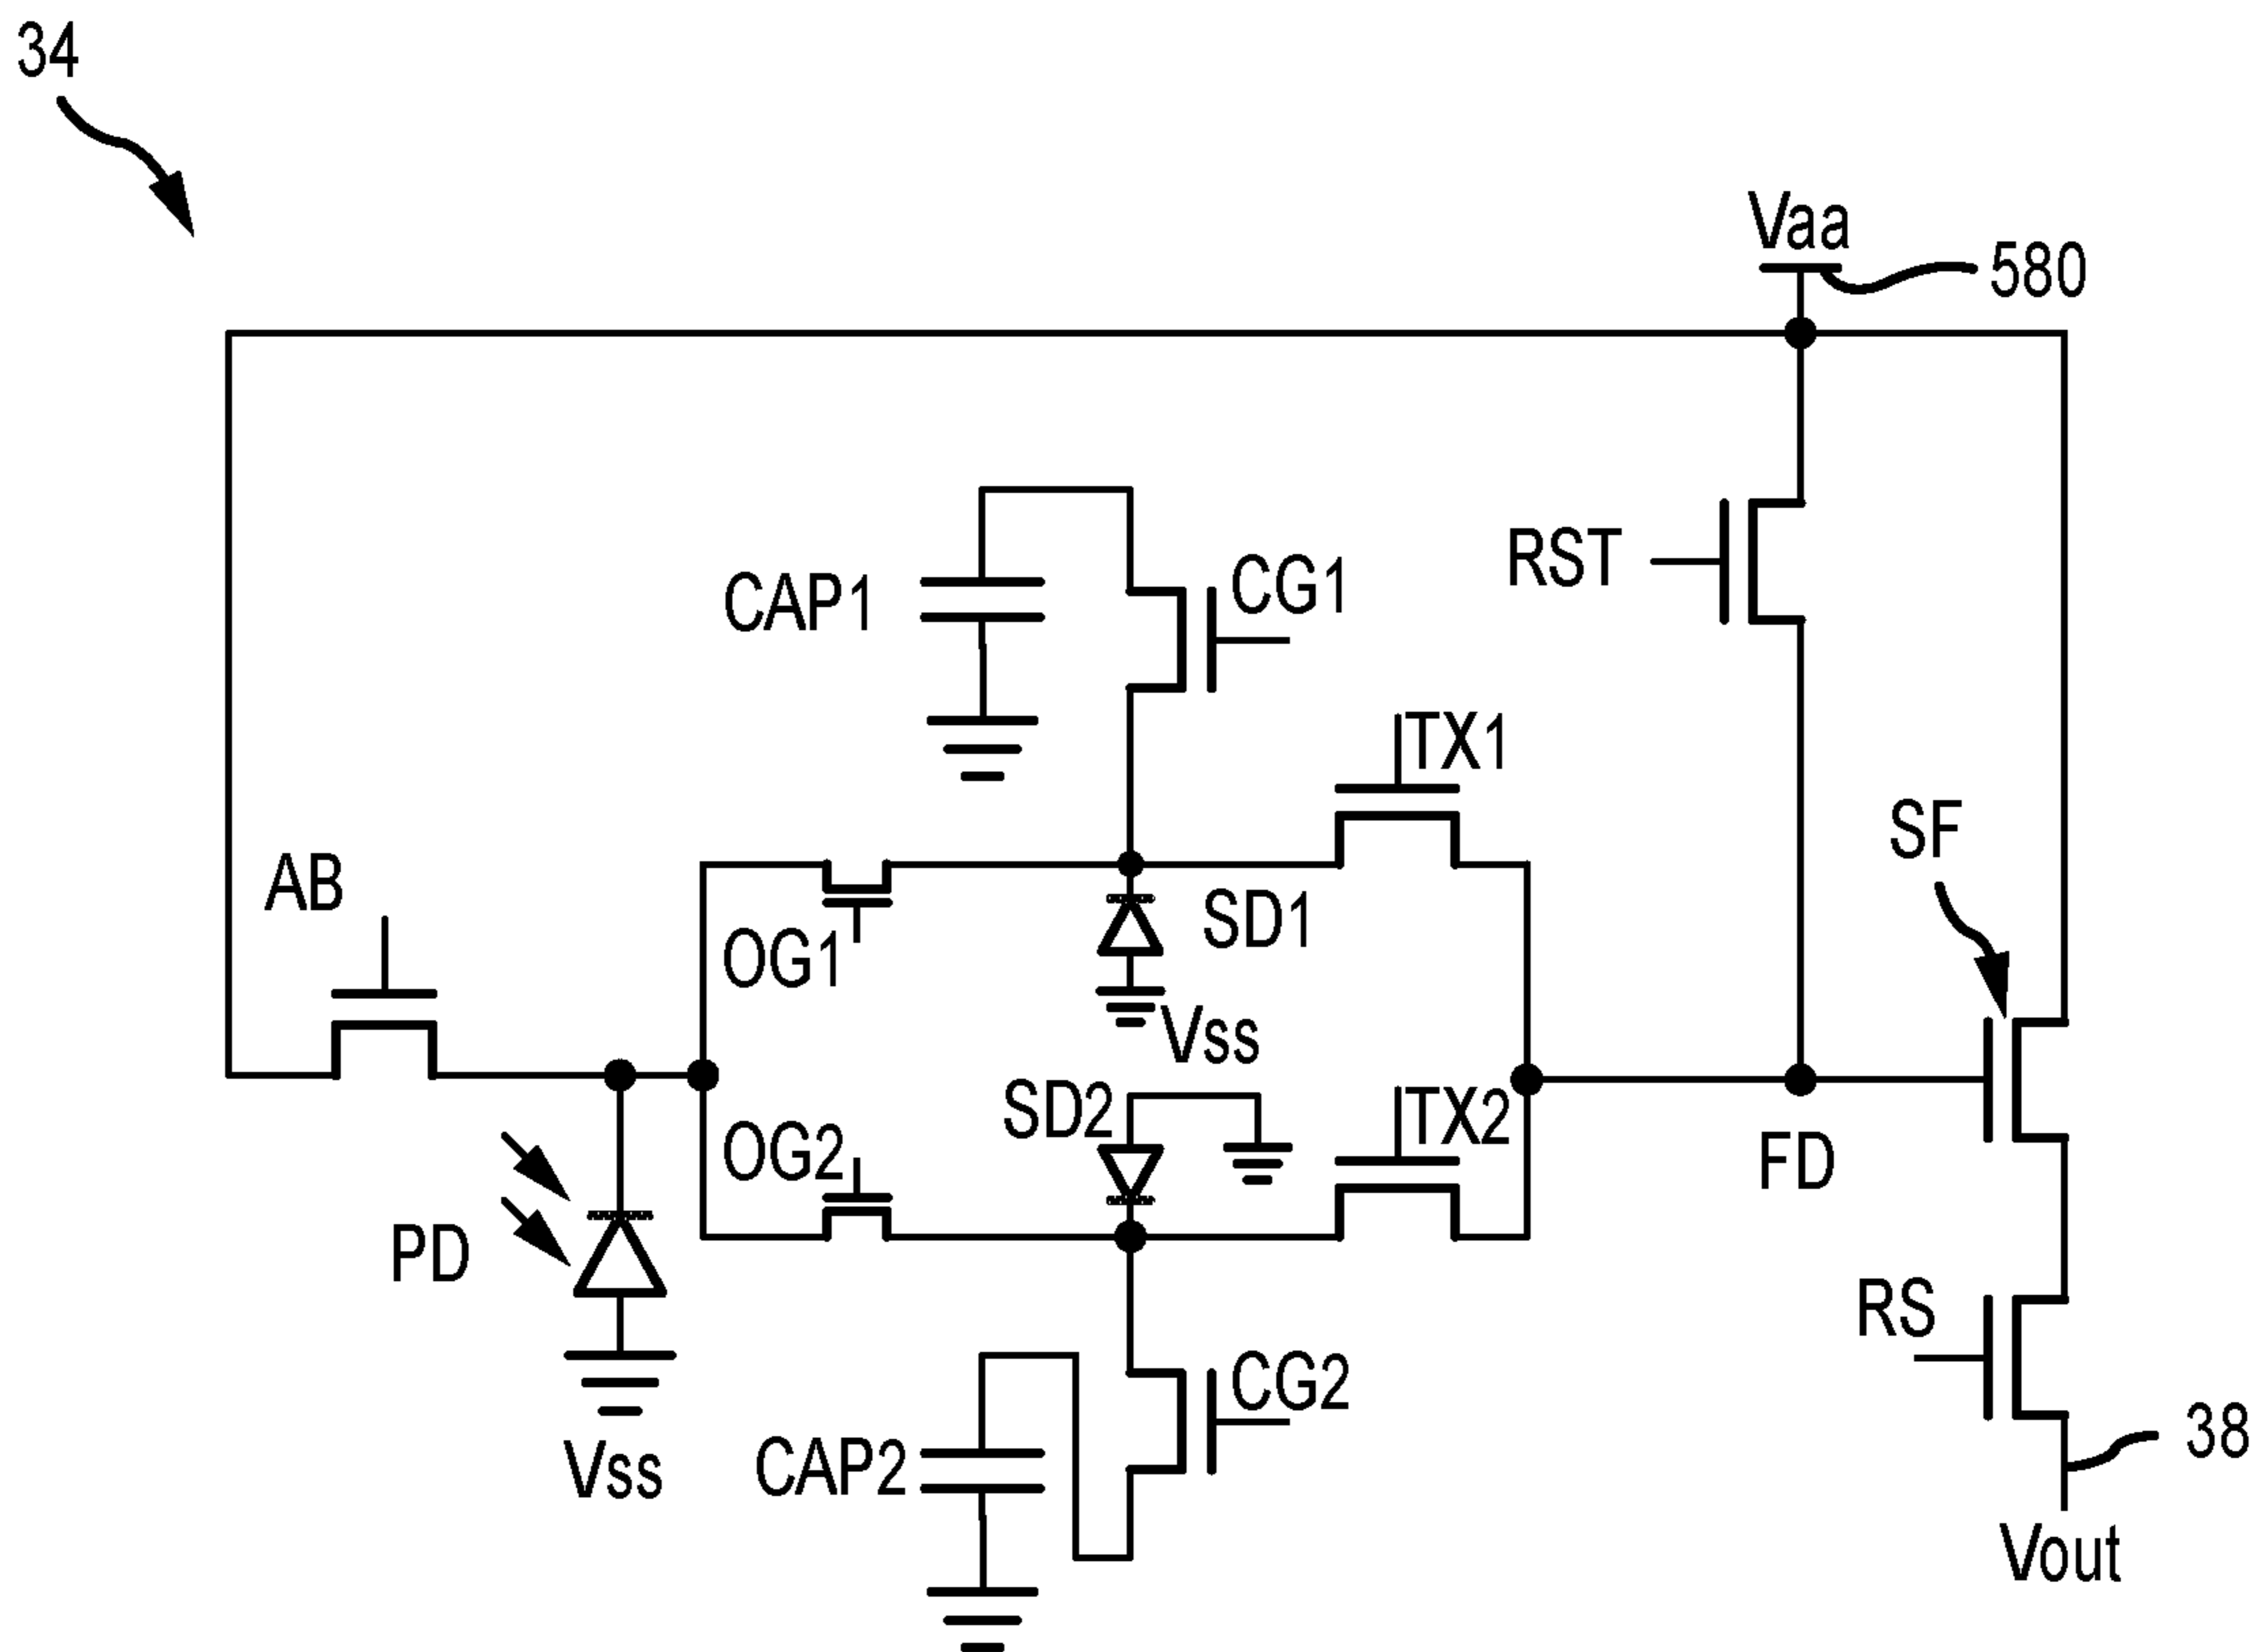 34
Vaa
580
RST
CG1
CAP1
TX1
SF
AB
SD1
OG1
Vss
SD2
TX2
OG2
FD
PD
RS
CG2
38
CAP2
Vss
Vout